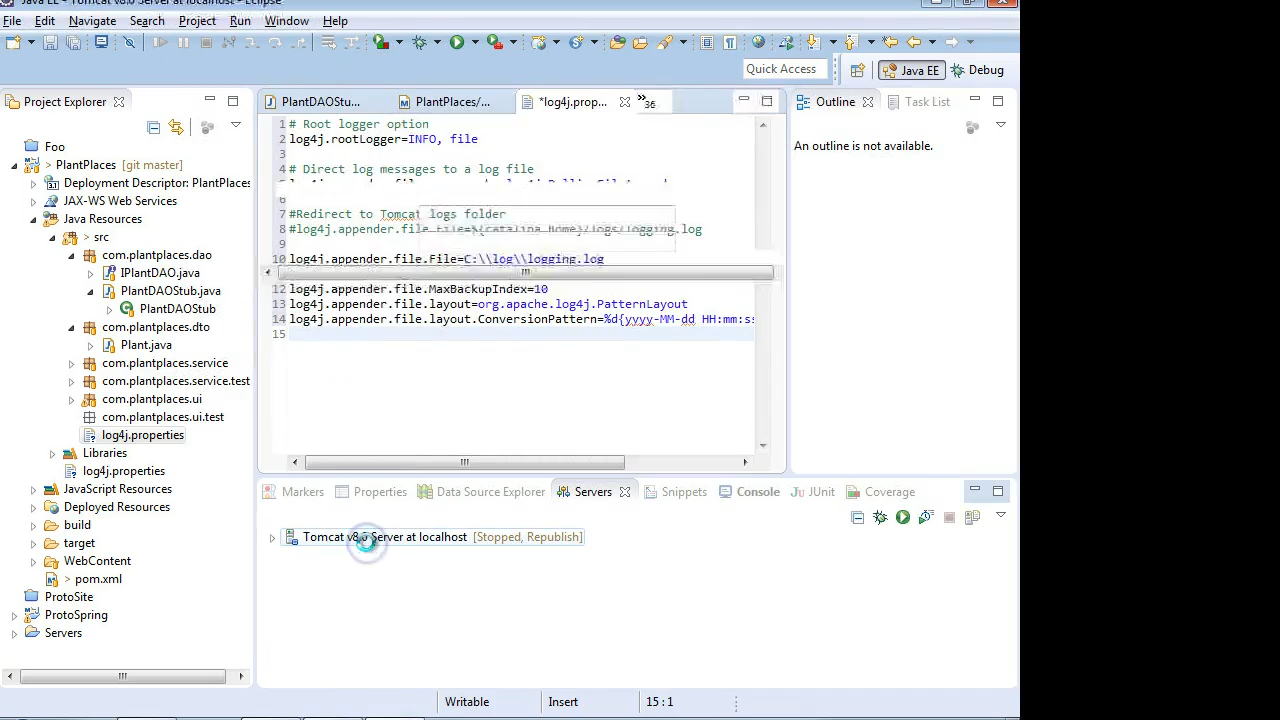 Java EE - Tomcat v8.0 Server at localhost - Eclipse
File Edit Navigate Search Project Run Window Help
Quick Access Java EE Debug
Project Explorer
PlantDAOStu... PlantPlaces/... *log4j.prop... »36
Outline Task List
An outline is not available.
Foo
> PlantPlaces [git master]
Deployment Descriptor: PlantPlaces
JAX-WS Web Services
> Java Resources
> src
> com.plantplaces.dao
IPlantDAO.java
> PlantDAOStub.java
PlantDAOStub
> com.plantplaces.dto
> Plant.java
com.plantplaces.service
com.plantplaces.service.test
> com.plantplaces.ui
com.plantplaces.ui.test
log4j.properties
Libraries
log4j.properties
JavaScript Resources
Deployed Resources
build
target
WebContent
> pom.xml
ProtoSite
ProtoSpring
Servers
1 # Root logger option
2 log4j.rootLogger=INFO, file
3
4 # Direct log messages to a log file
6
7 #Redirect to Tomcat logs folder
8 #log4j.appender.file.File=${catalina.home}/logs/logging.log
9
10 log4j.appender.file.File=C:\\log\\logging.log
12 log4j.appender.file.MaxBackupIndex=10
13 log4j.appender.file.layout=org.apache.log4j.PatternLayout
14 log4j.appender.file.layout.ConversionPattern=%d{yyyy-MM-dd HH:mm:ss
15
Markers Properties Data Source Explorer Servers Snippets Console JUnit Coverage
Tomcat v8.0 Server at localhost [Stopped, Republish]
Writable Insert 15 : 1